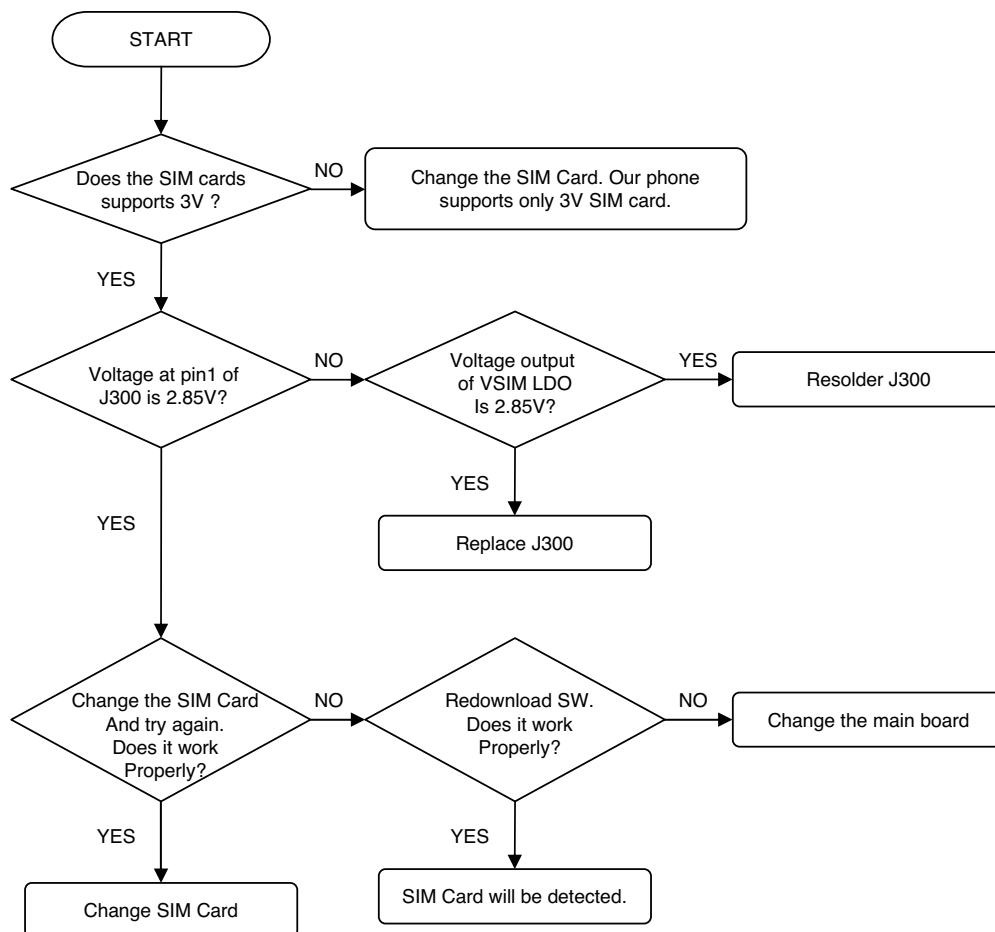 START
Does the SIM cards
supports 3V ?
NO
Change the SIM Card. Our phone
supports only 3V SIM card.
YES
Voltage at pin1 of
J300 is 2.85V?
NO
Voltage output
of VSIM LDO
Is 2.85V?
YES
Resolder J300
YES
Replace J300
YES
Change the SIM Card
And try again.
Does it work
Properly?
NO
Redownload SW.
Does it work
Properly?
NO
Change the main board
YES
Change SIM Card
YES
SIM Card will be detected.